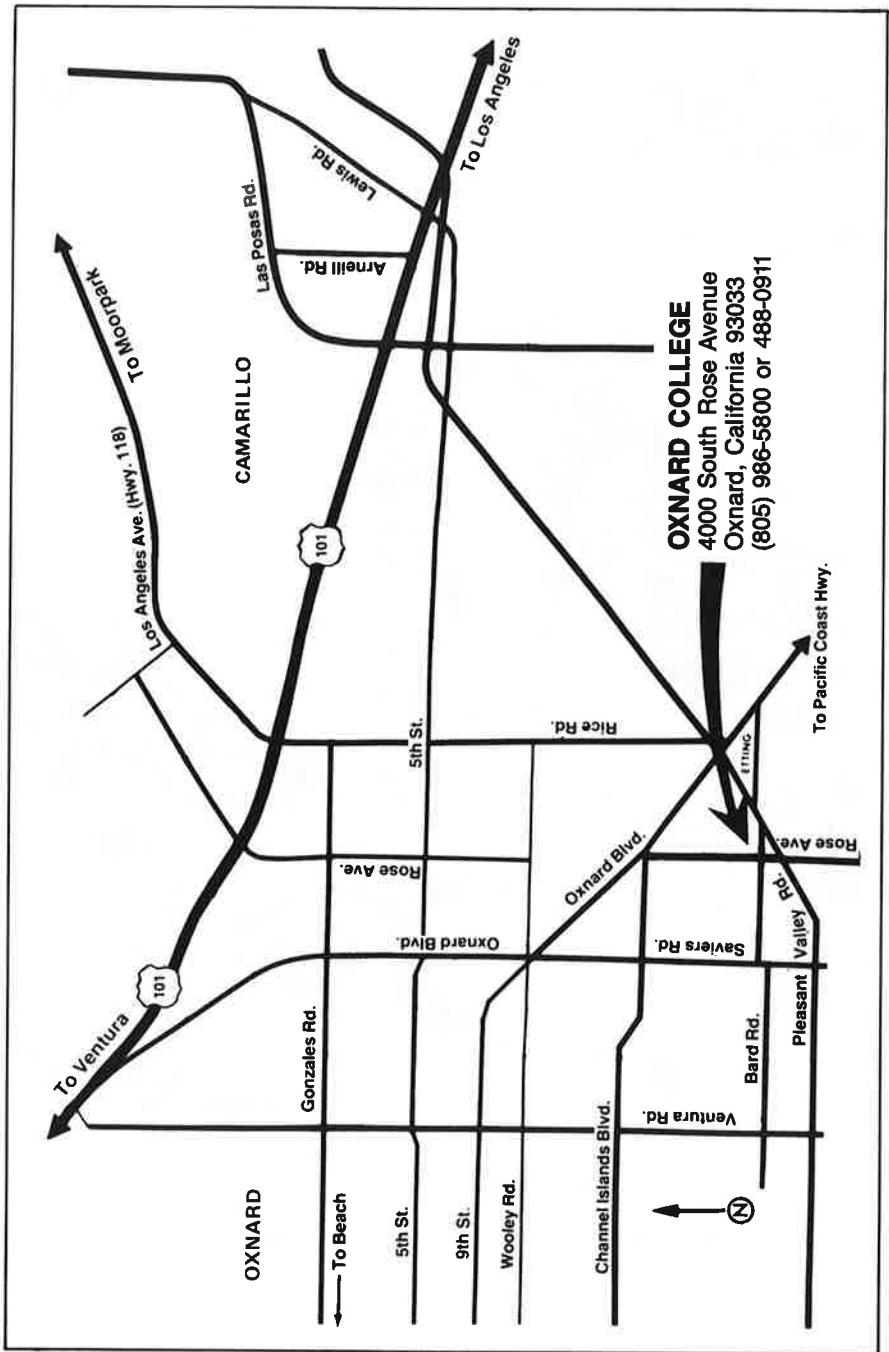 To Ventura
101
Los Angeles Ave. (Hwy. 118)
To Moorpark
OXNARD
CAMARILLO
Las Posas Rd.
Lewis Rd.
Arneill Rd.
101
To Los Angeles
Gonzales Rd.
To Beach
Oxnard Blvd.
Rose Ave.
5th St.
5th St.
9th St.
Wooley Rd.
Rice Rd.
Channel Islands Blvd.
Oxnard Blvd.
Ventura Rd.
Saviers Rd.
Rose Ave.
ETTING
Bard Rd.
Pleasant Valley Rd.
To Pacific Coast Hwy.
N
OXNARD COLLEGE
4000 South Rose Avenue
Oxnard, California 93033
(805) 986-5800 or 488-0911